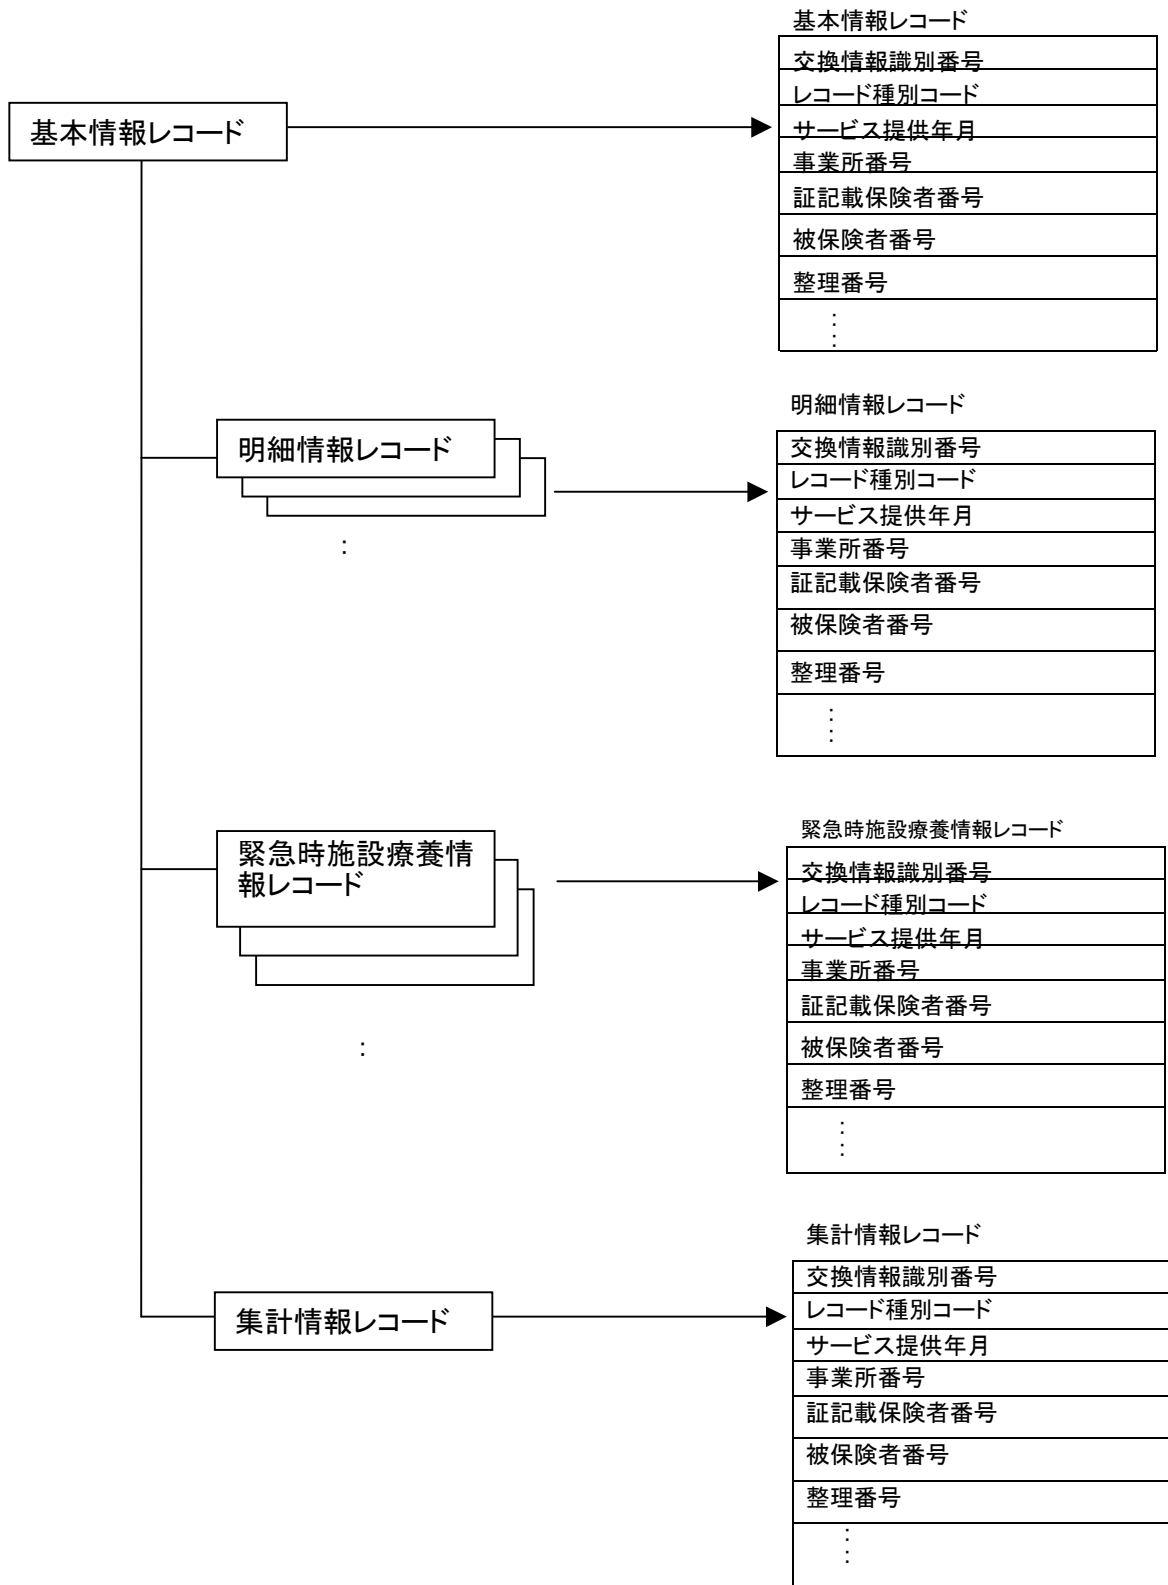 基本情報レコード
基本情報レコード
交換情報識別番号
レコード種別コード
サービス提供年月
事業所番号
証記載保険者番号
被保険者番号
整理番号
:
:
明細情報レコード
:
明細情報レコード
交換情報識別番号
レコード種別コード
サービス提供年月
事業所番号
証記載保険者番号
被保険者番号
整理番号
:
:
緊急時施設療養情
報レコード
:
緊急時施設療養情報レコード
交換情報識別番号
レコード種別コード
サービス提供年月
事業所番号
証記載保険者番号
被保険者番号
整理番号
:
:
集計情報レコード
集計情報レコード
交換情報識別番号
レコード種別コード
サービス提供年月
事業所番号
証記載保険者番号
被保険者番号
整理番号
:
: